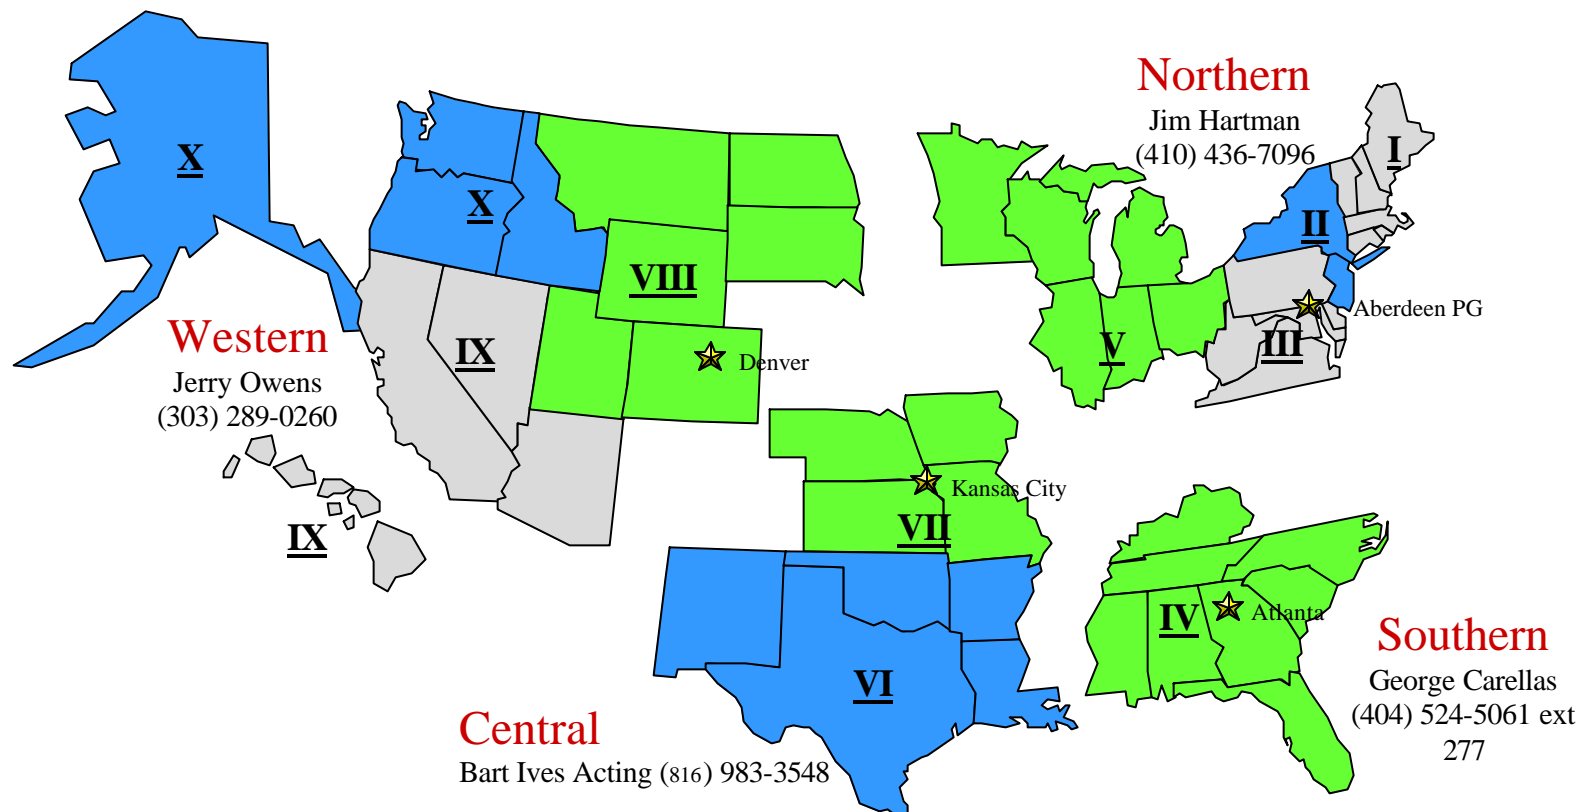 Northern
Jim Hartman
(410) 436-7096
X
I
X
II
VIII
Aberdeen PG
Western
Jerry Owens
(303) 289-0260
IX
Denver
V
III
IX
Kansas City
VII
IV
Atlanta
Southern
George Carellas
(404) 524-5061 ext
277
VI
Central
Bart Ives Acting (816) 983-3548